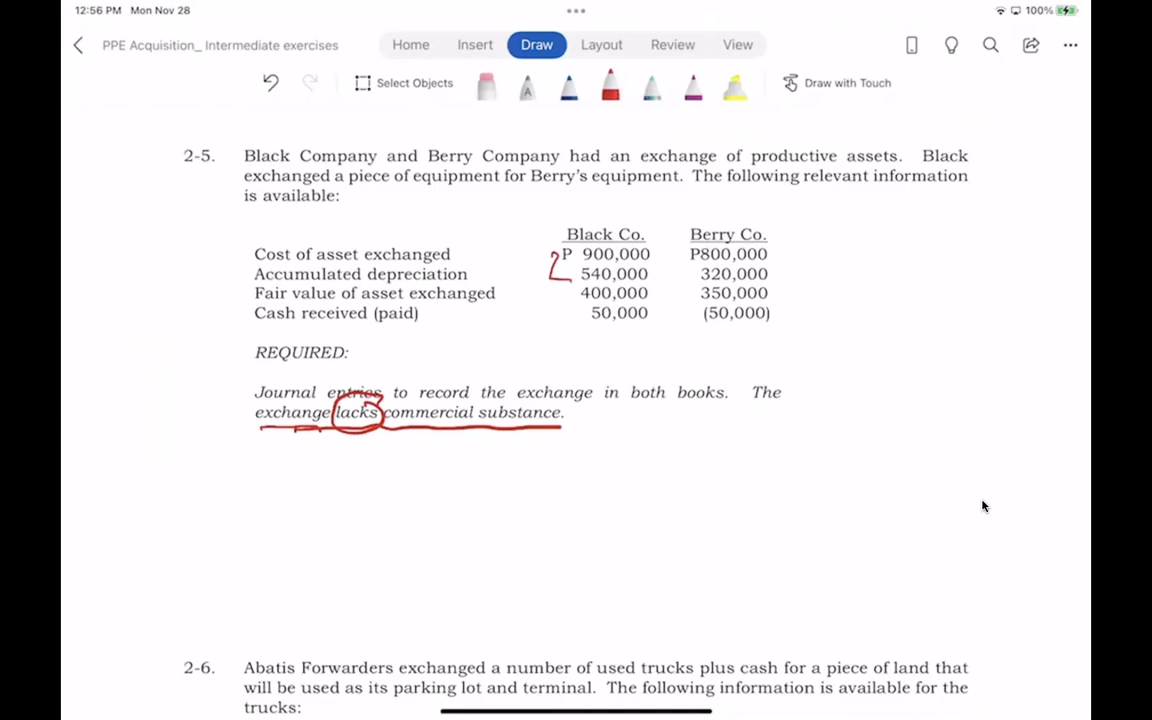 12:56 PM Mon Nov 28
100%
PPE Acquisition_ Intermediate exercises
Home Insert Draw Layout Review View
A Select Objects Draw with Touch
2-5. Black Company and Berry Company had an exchange of productive assets. Black
exchanged a piece of equipment for Berry's equipment. The following relevant information
is available:
Black Co. Berry Co.
Cost of asset exchanged P 900,000 P800,000
Accumulated depreciation 540,000 320,000
Fair value of asset exchanged 400,000 350,000
Cash received (paid) 50,000 (50,000)
REQUIRED:
Journal entries to record the exchange in both books. The
exchange lacks commercial substance.
2-6. Abatis Forwarders exchanged a number of used trucks plus cash for a piece of land that
will be used as its parking lot and terminal. The following information is available for the
trucks: